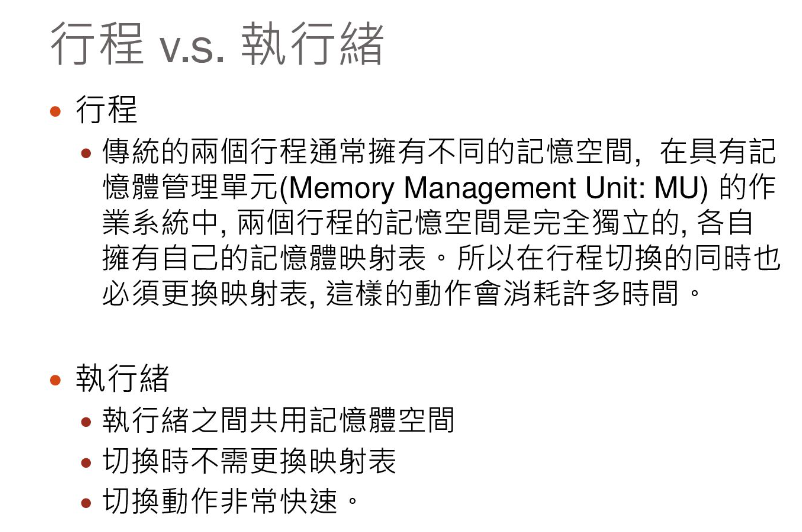 行程 v.s. 執行緒
• 行程
• 傳統的兩個行程通常擁有不同的記憶空間, 在具有記
憶體管理單元(Memory Management Unit: MU) 的作
業系統中, 兩個行程的記憶空間是完全獨立的, 各自
擁有自己的記憶體映射表。所以在行程切換的同時也
必須更換映射表, 這樣的動作會消耗許多時間。
• 執行緒
• 執行緒之間共用記憶體空間
• 切換時不需更換映射表
• 切換動作非常快速。